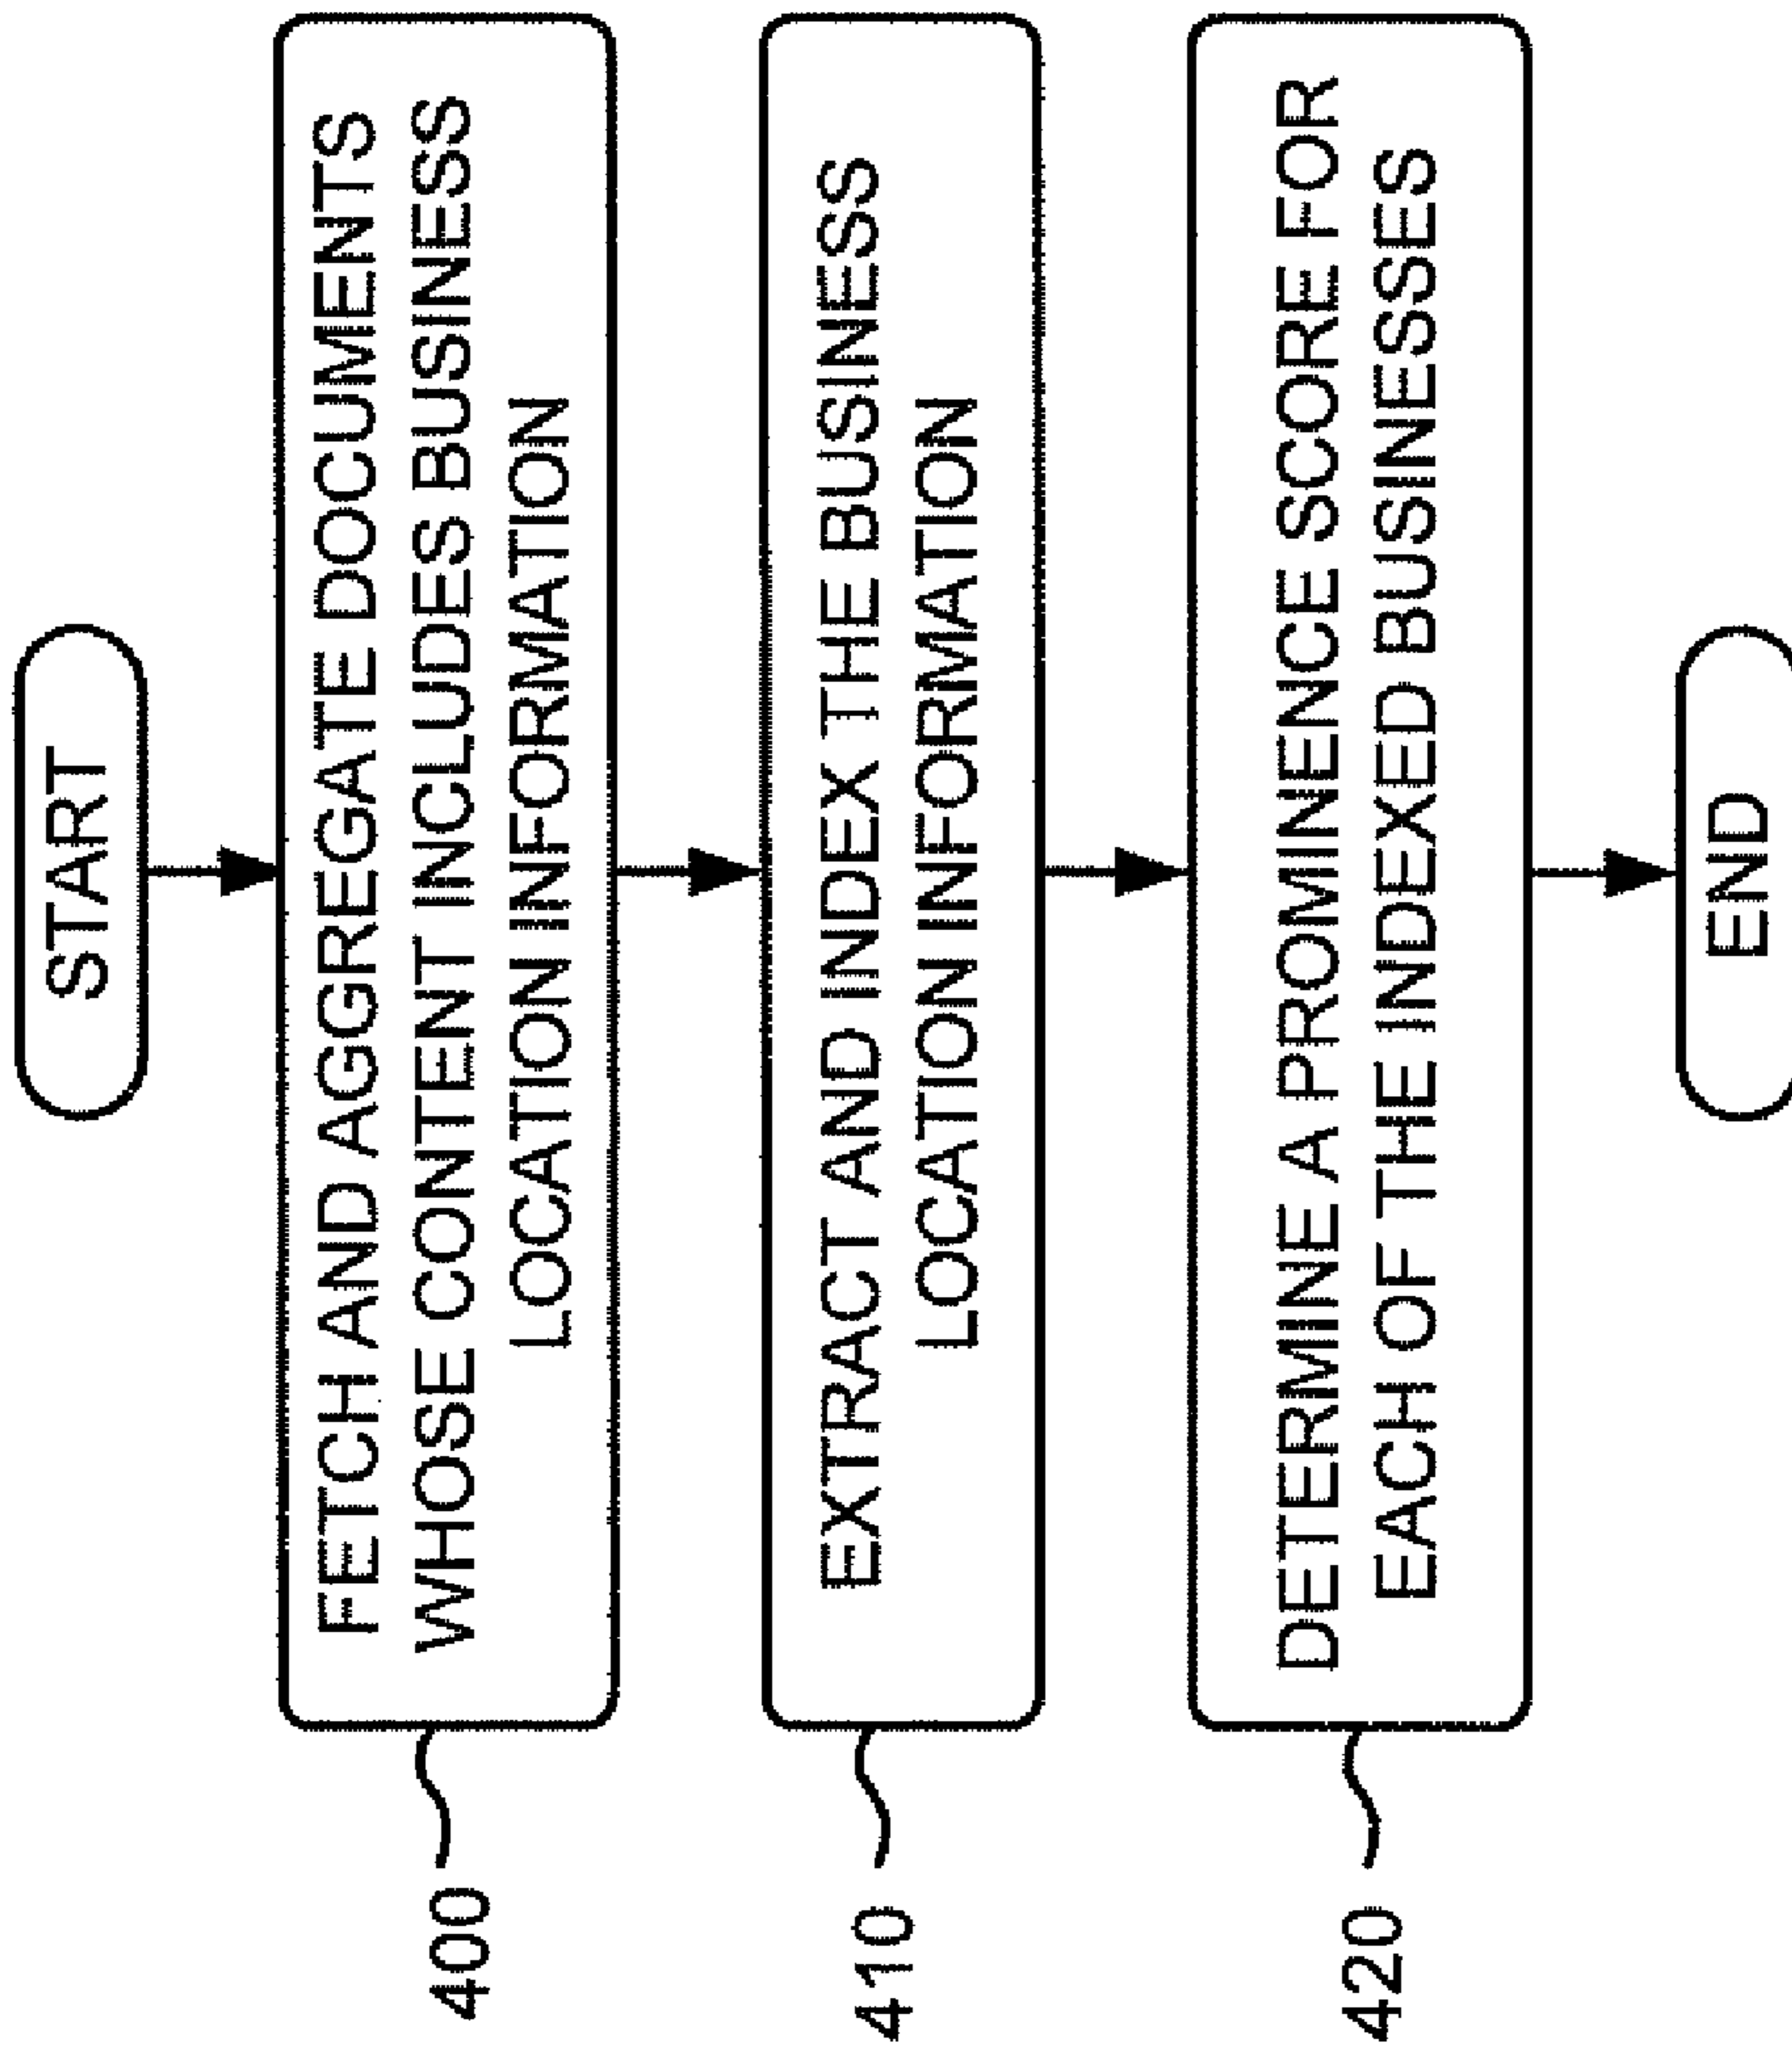 START
400
FETCH AND AGGREGATE DOCUMENTS
WHOSE CONTENT INCLUDES BUSINESS
LOCATION INFORMATION
410
EXTRACT AND INDEX THE BUSINESS
LOCATION INFORMATION
420
DETERMINE A PROMINENCE SCORE FOR
EACH OF THE INDEXED BUSINESSES
END